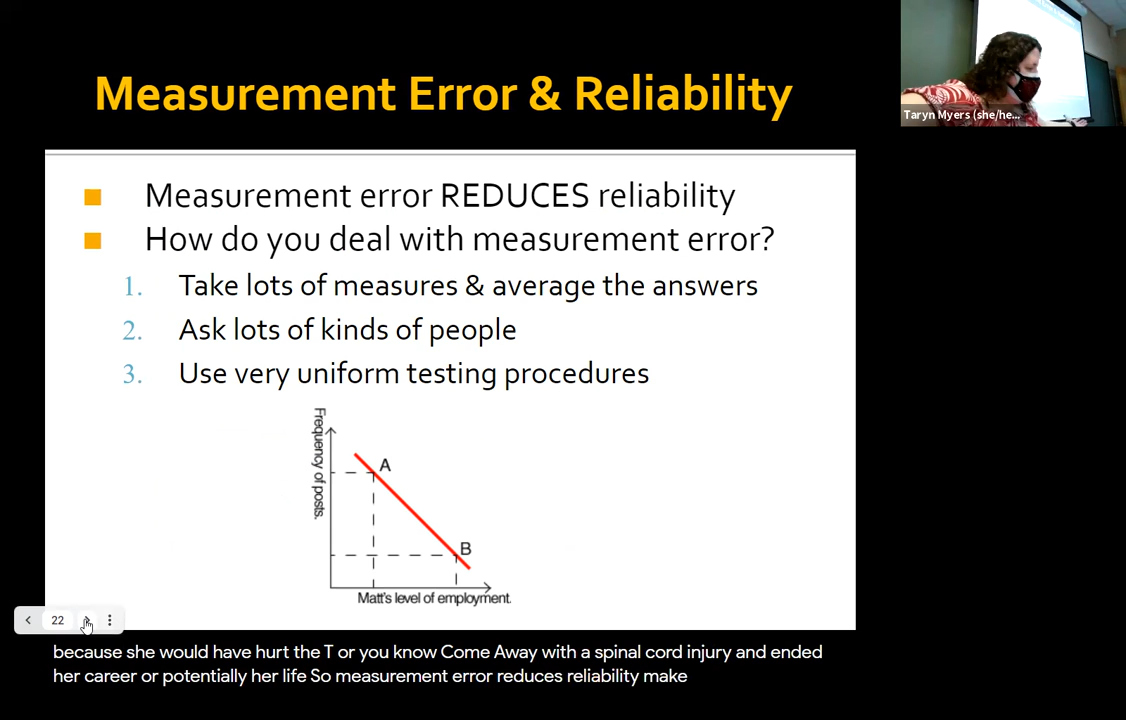 Measurement Error & Reliability
Taryn Myers (she/he...
Measurement error REDUCES reliability
How do you deal with measurement error?
1. Take lots of measures & average the answers
2. Ask lots of kinds of people
3. Use very uniform testing procedures
Frequency of posts.
A
B
Matt's level of employment.
22
because she would have hurt the T or you know Come Away with a spinal cord injury and ended
her career or potentially her life So measurement error reduces reliability make